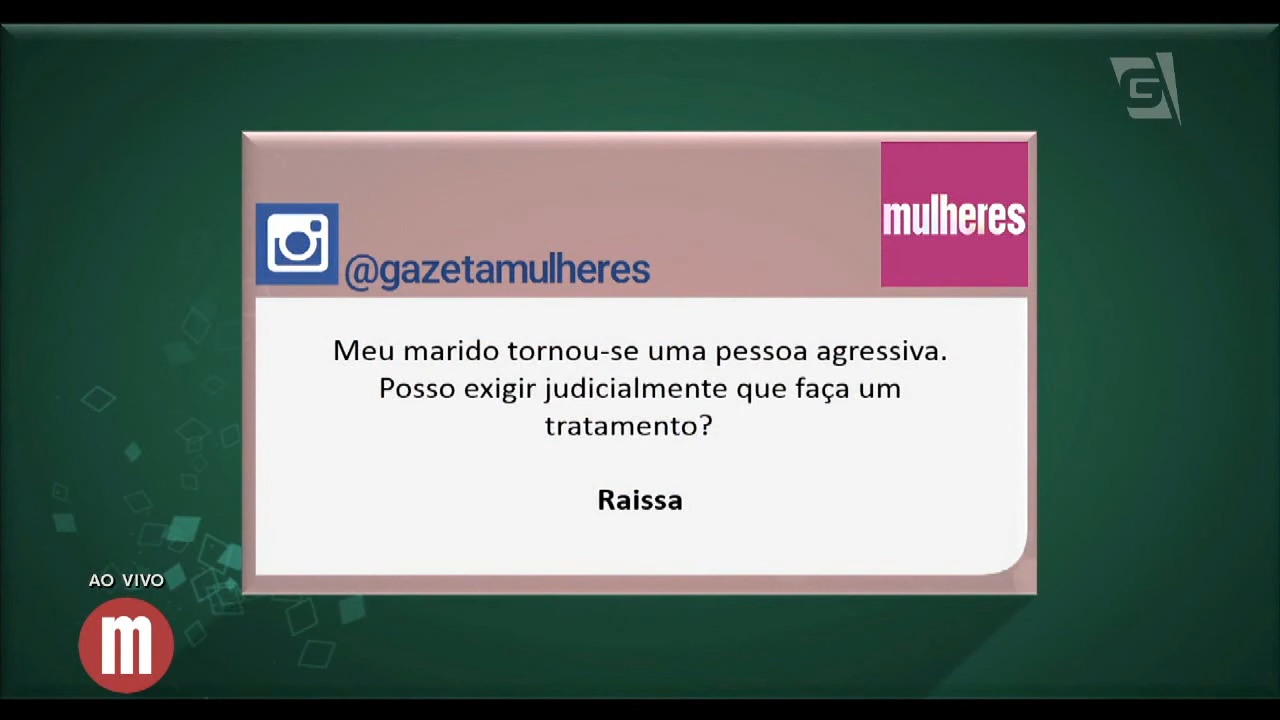 mulheres
@gazetamulheres
Meu marido tornou-se uma pessoa agressiva.
Posso exigir judicialmente que faça um
tratamento?
Raissa
AO VIVO
m